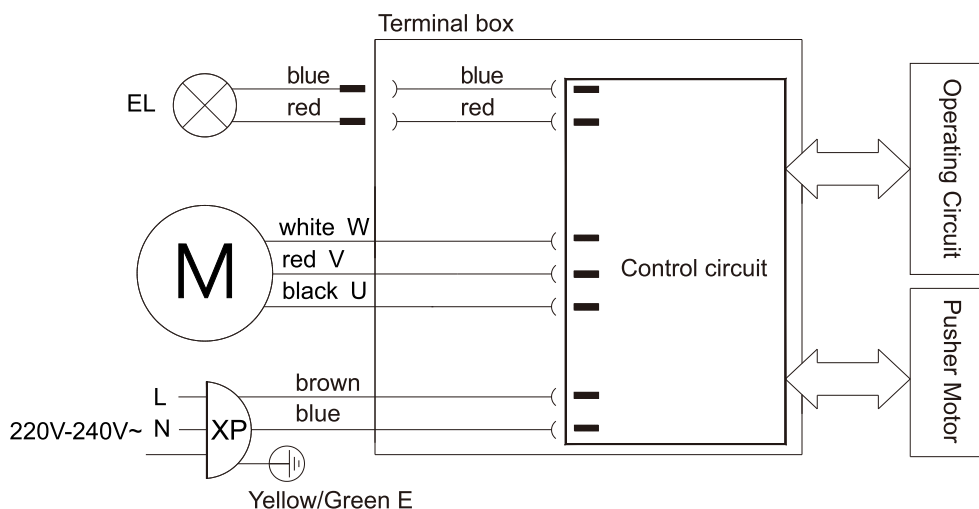 Terminal box
blue
blue
EL
red
red
Operating Circuit
white W
red V
M
black U
Control circuit
Pusher Motor
brown
L
blue
220V-240V~ N
XP
Yellow/Green E